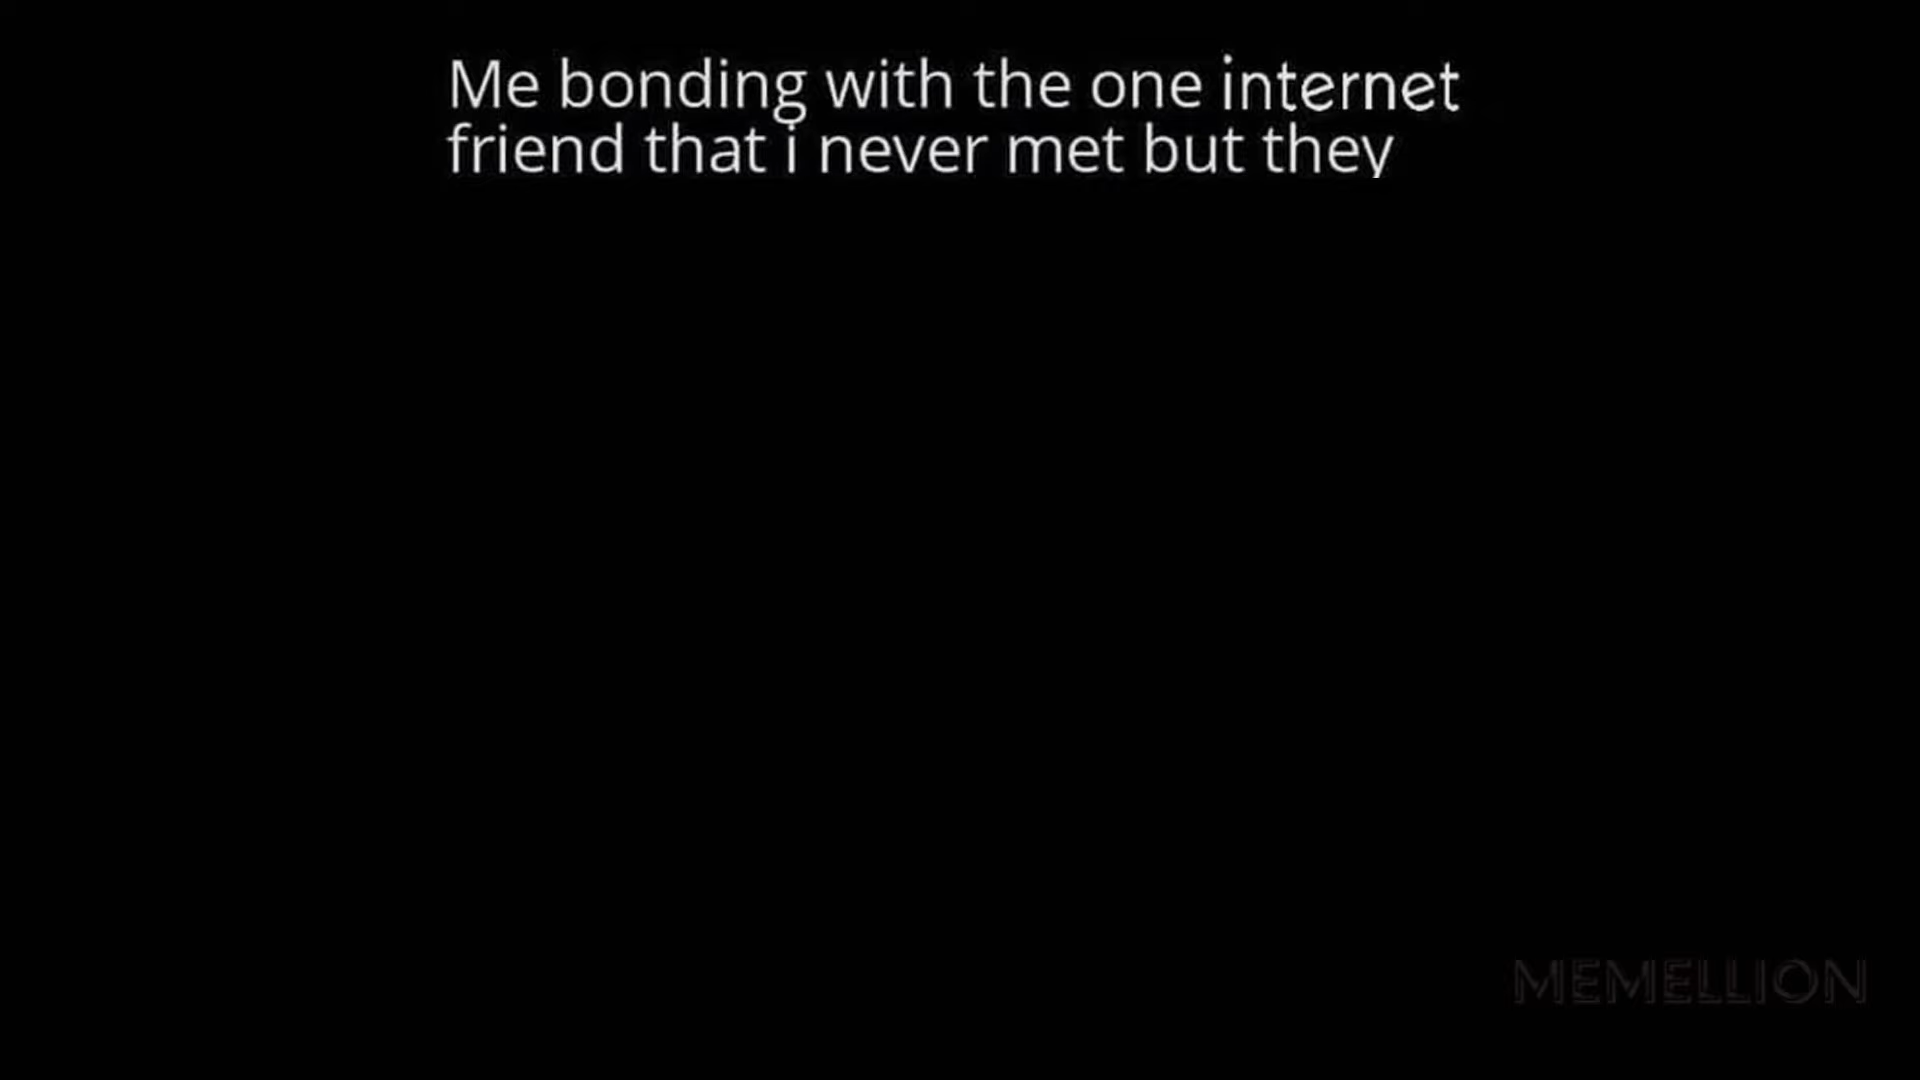 Me bonding with the one internet
friend that i never met but they
MEMELLION